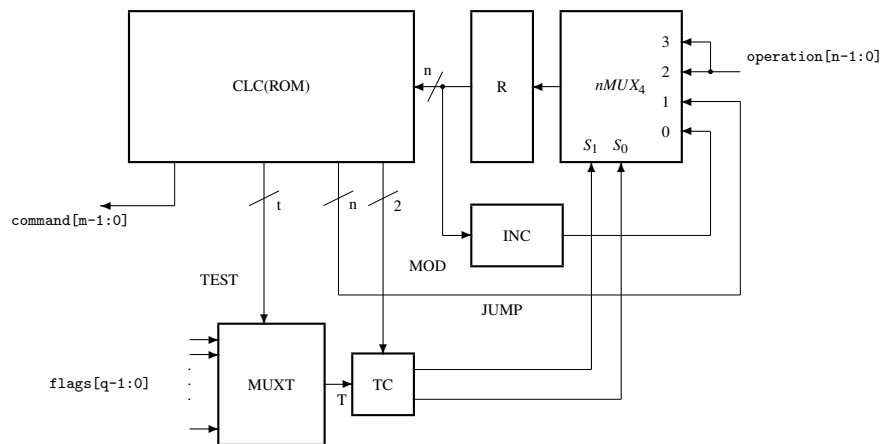 3
operation[n-1:0]
n
2
CLC(ROM)
R
nMUX4
1
0
S1 S0
t
n
2
command[m-1:0]
INC
MOD
TEST
JUMP
flags[q-1:0]
MUXT
T
TC